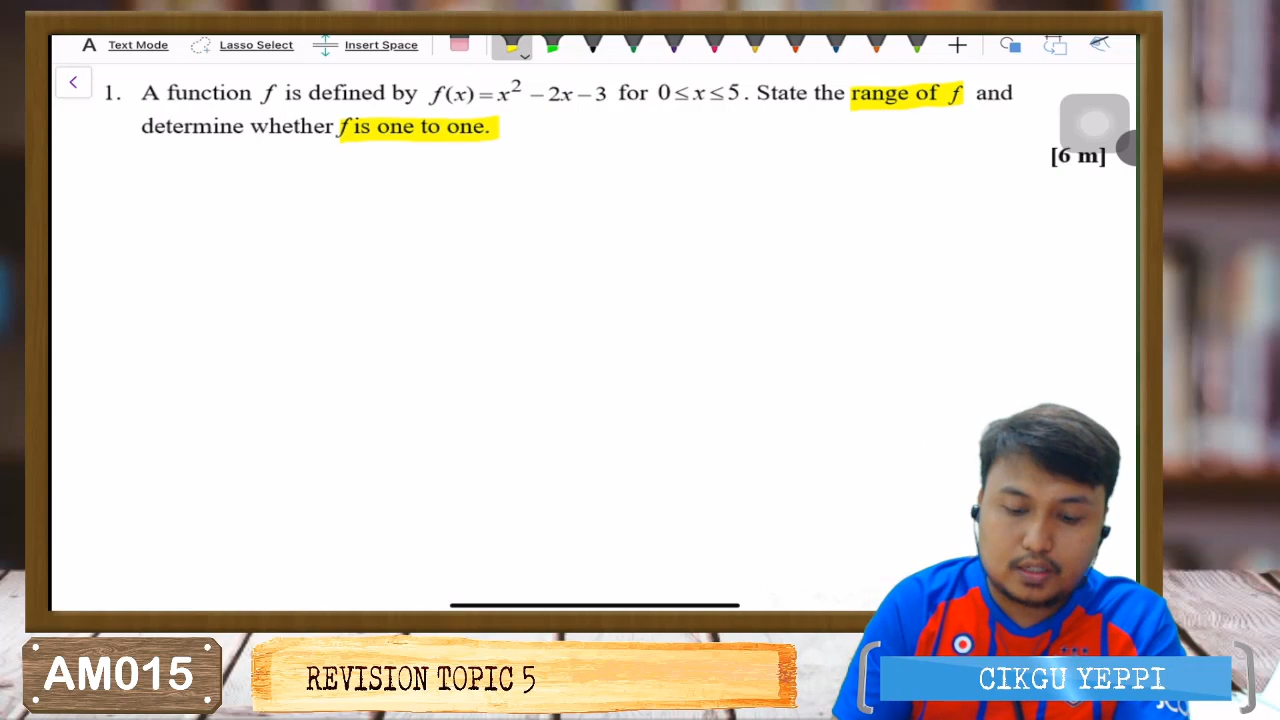 A Text Mode Lasso Select Insert Space
1. A function f is defined by f(x)=x² −2x−3 for 0≤x≤5. State the range of f and
determine whether f is one to one.
[6 m]
AM015
REVISION TOPIC 5
CIKGU YEPPI